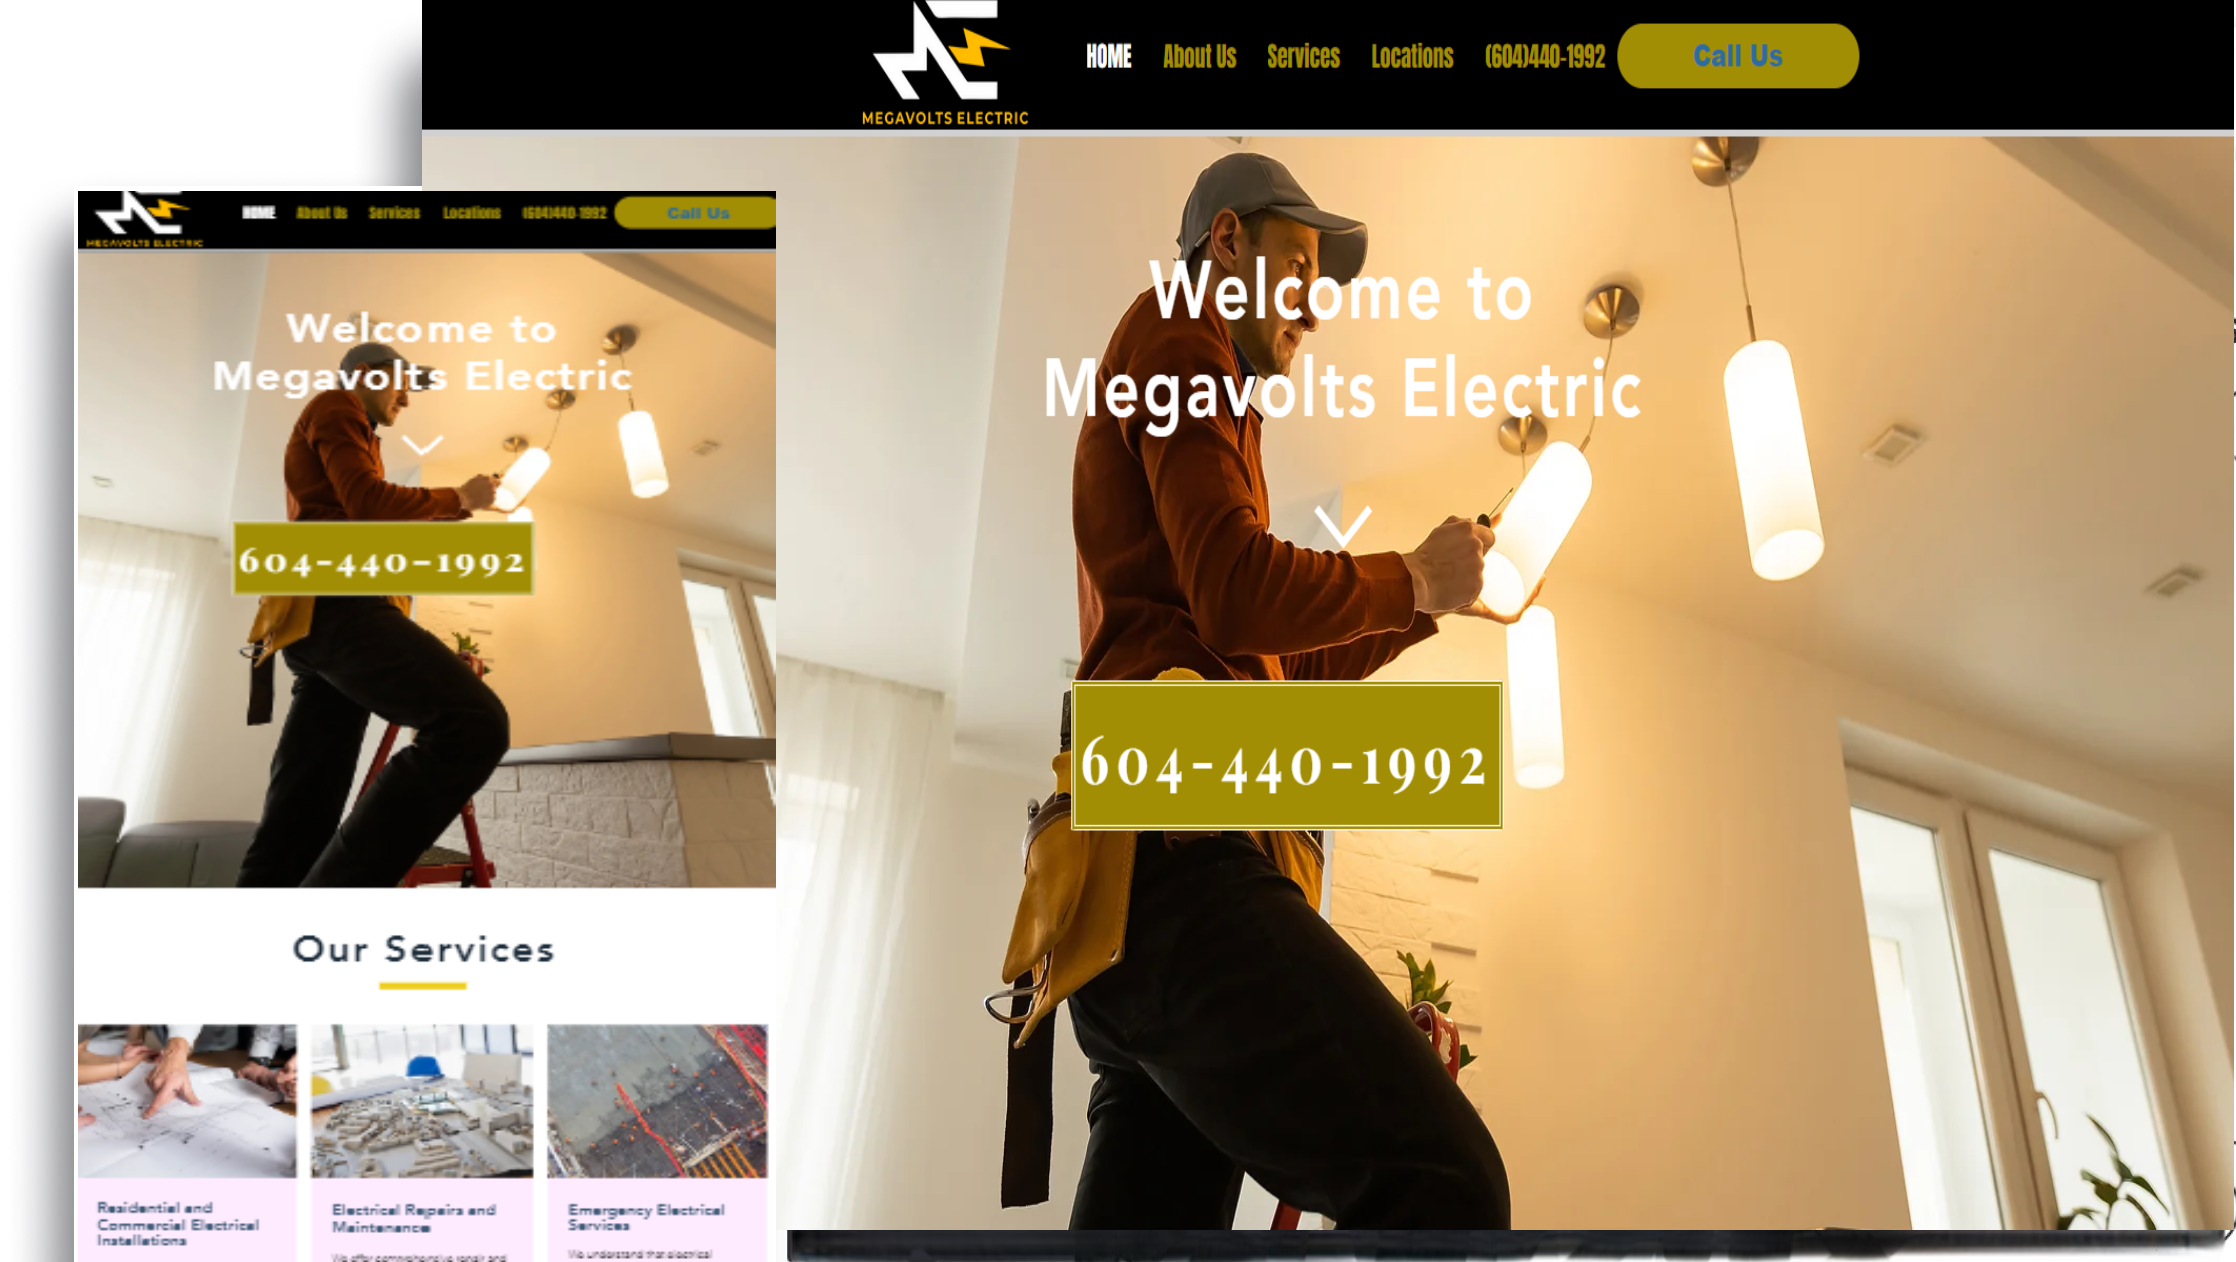 MEGAVOLTS ELECTRIC
HOME About Us Services Locations (604)440-1992 Call Us
Welcome to
Megavolts Electric
604-440-1992
MEGAVOLTS ELECTRIC
HOME About Us Services Locations (604)440-1992 Call Us
Welcome to
Megavolts Electric
604-440-1992
Our Services
Residential and
Commercial Electrical
Installations
Electrical Repairs and
Maintenance
We offer comprehensive repair and
Emergency Electrical
Services
We understand that electrical